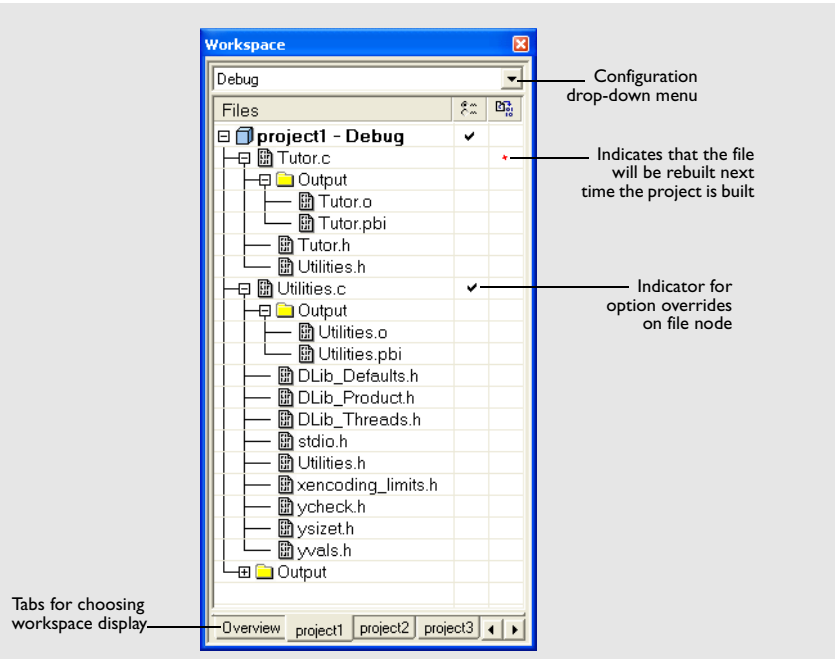 Workspace
Debug
Configuration
drop-down menu
Files
project1 - Debug
Tutor.c
Indicates that the file
will be rebuilt next
time the project is built
Output
Tutor.o
Tutor.pbi
Tutor.h
Utilities.h
Utilities.c
Indicator for
option overrides
on file node
Output
Utilities.o
Utilities.pbi
DLib_Defaults.h
DLib_Product.h
DLib_Threads.h
stdio.h
Utilities.h
xencoding_limits.h
ycheck.h
ysizet.h
yvals.h
Output
Tabs for choosing
workspace display
Overview project1 project2 project3